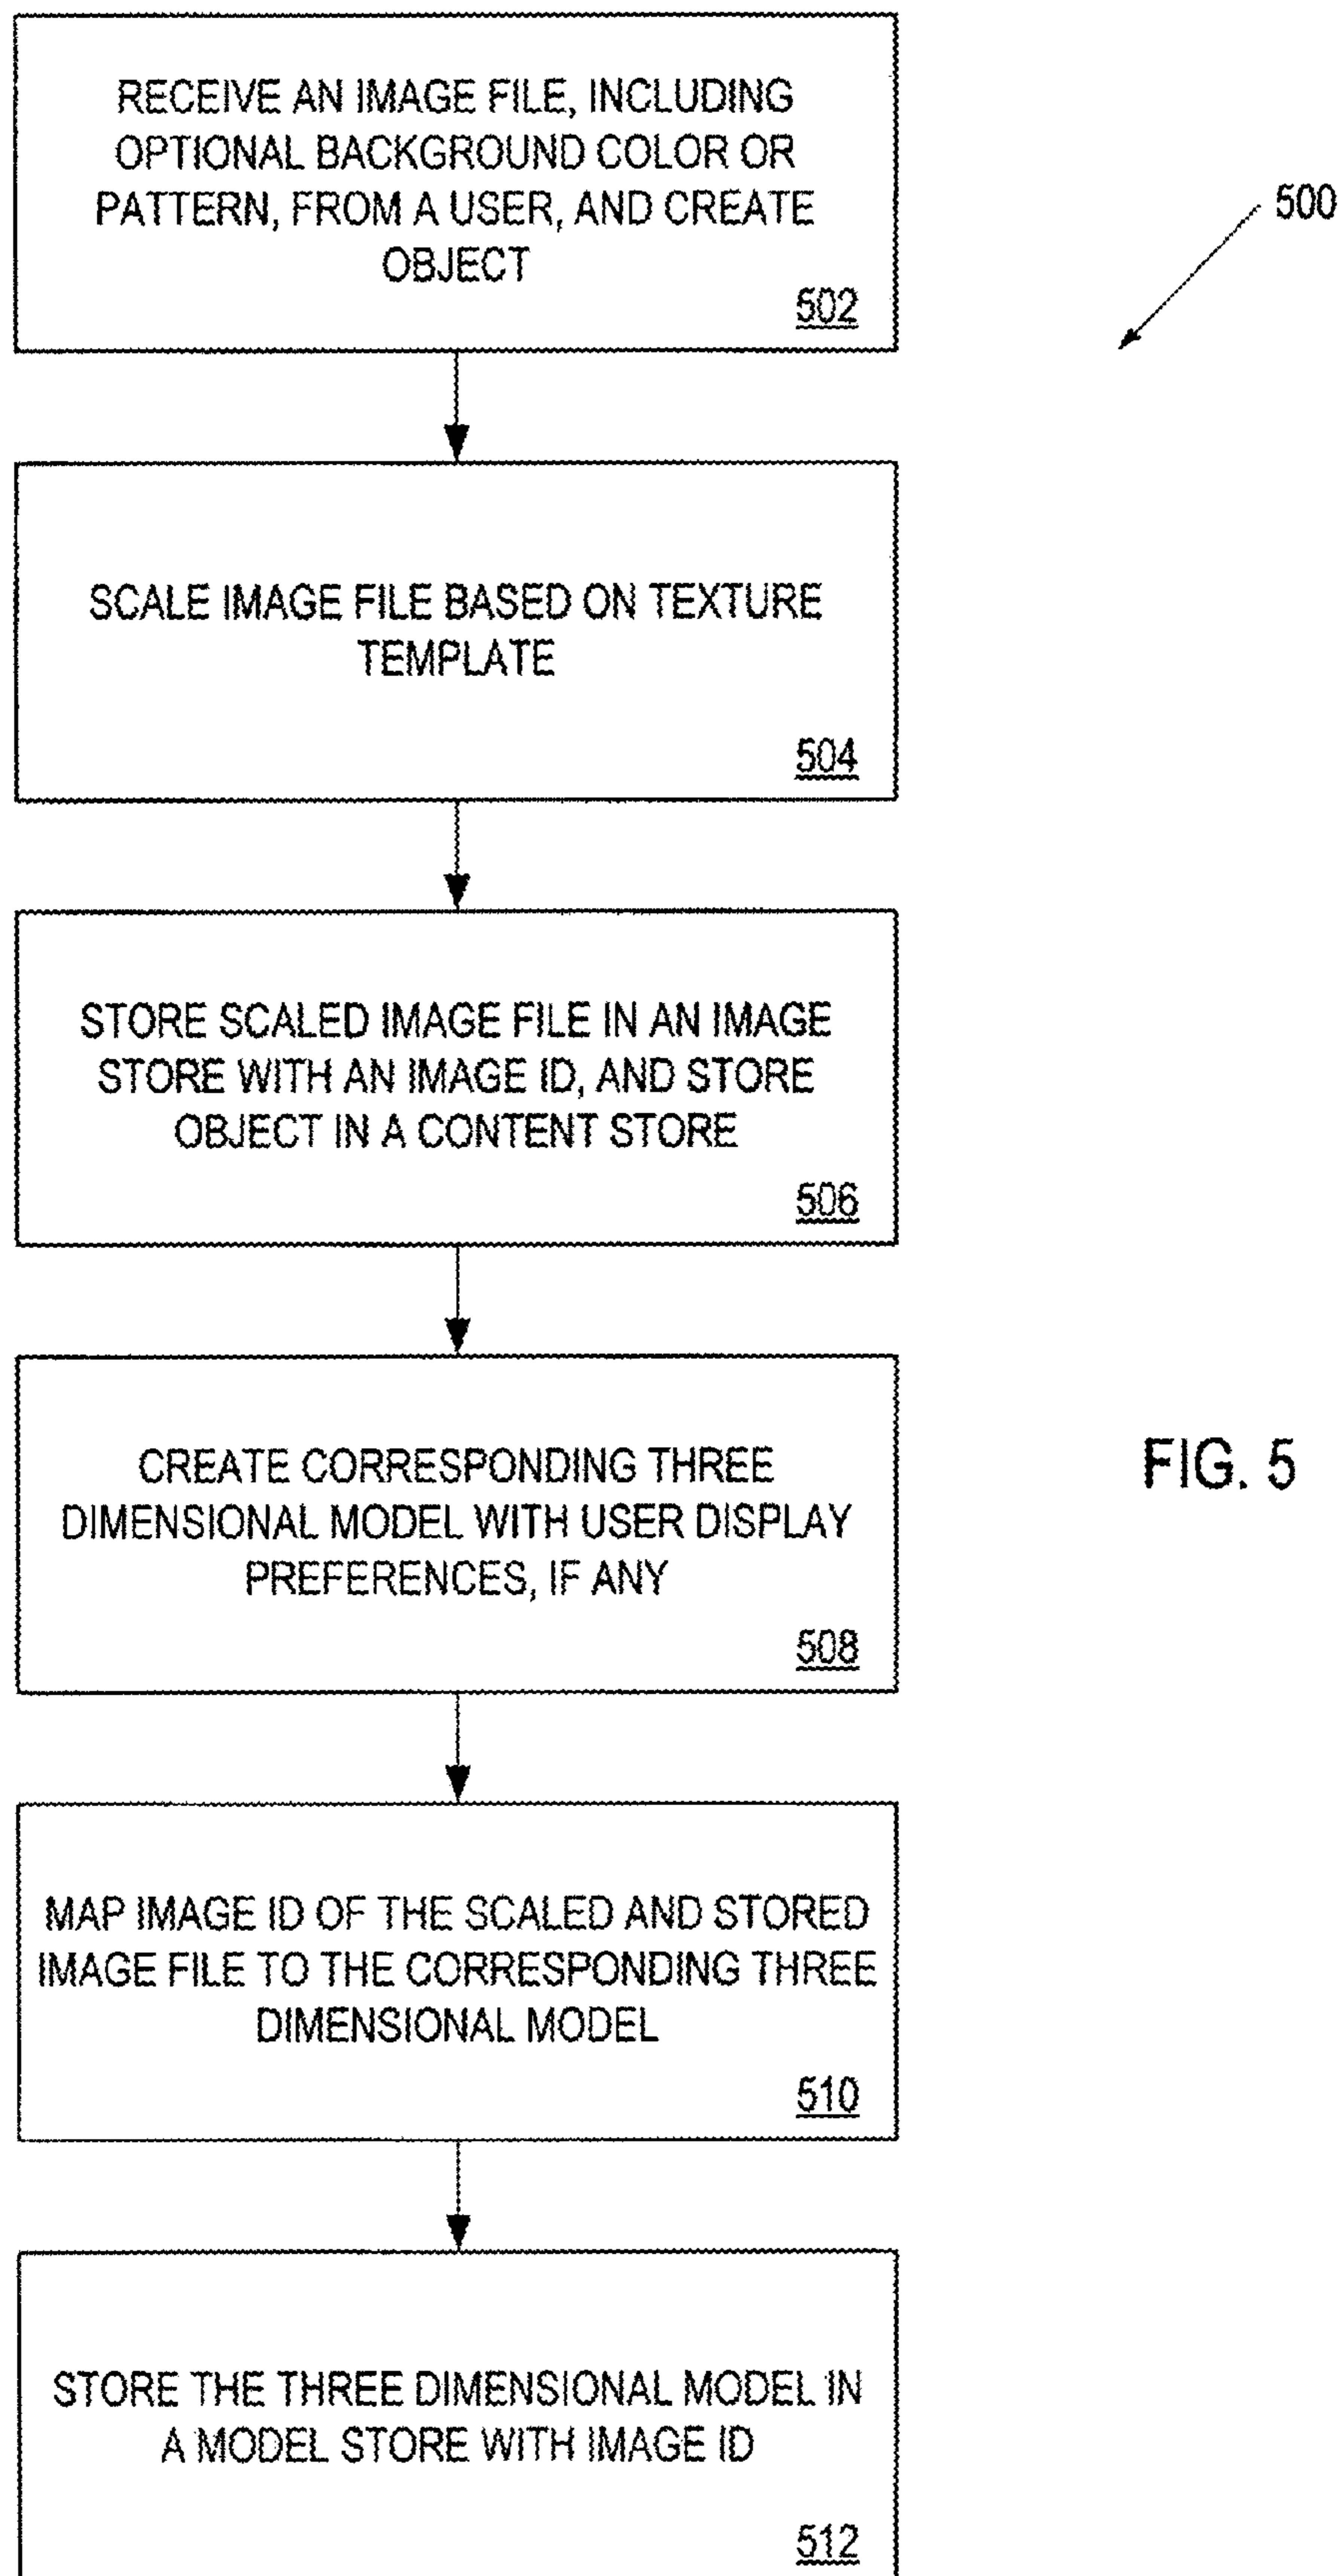 RECEIVE AN IMAGE FILE, INCLUDING
OPTIONAL BACKGROUND COLOR OR
PATTERN, FROM A USER, AND CREATE
OBJECT
502
500
SCALE IMAGE FILE BASED ON TEXTURE
TEMPLATE
504
STORE SCALED IMAGE FILE IN AN IMAGE
STORE WITH AN IMAGE ID, AND STORE
OBJECT IN A CONTENT STORE
506
CREATE CORRESPONDING THREE
DIMENSIONAL MODEL WITH USER DISPLAY
PREFERENCES, IF ANY
508
FIG. 5
MAP IMAGE ID OF THE SCALED AND STORED
IMAGE FILE TO THE CORRESPONDING THREE
DIMENSIONAL MODEL
510
STORE THE THREE DIMENSIONAL MODEL IN
A MODEL STORE WITH IMAGE ID
512